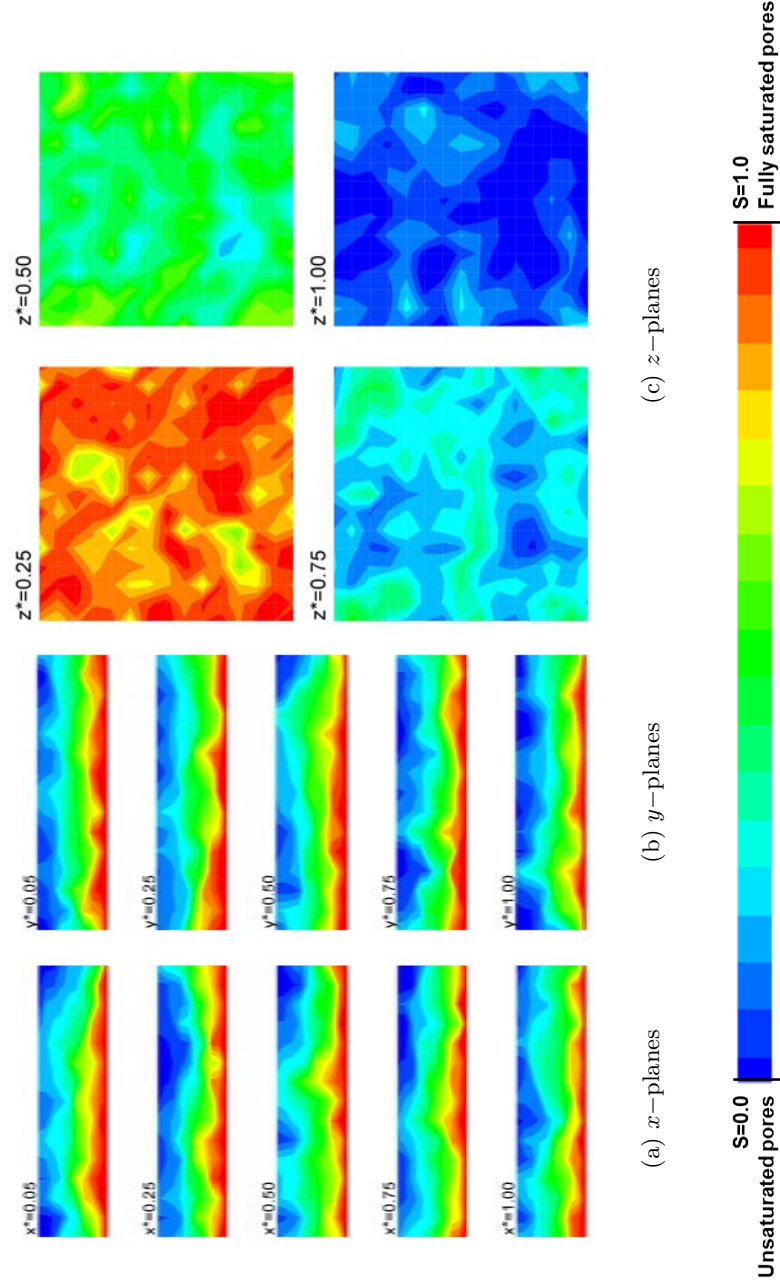 x*=0.05
x*=0.25
x*=0.50
x*=0.75
x*=1.00
(a) x−planes
y*=0.05
y*=0.25
y*=0.50
y*=0.75
y*=1.00
(b) y−planes
z*=0.25
z*=0.50
z*=0.75
z*=1.00
(c) z−planes
S=0.0
Unsaturated pores
S=1.0
Fully saturated pores